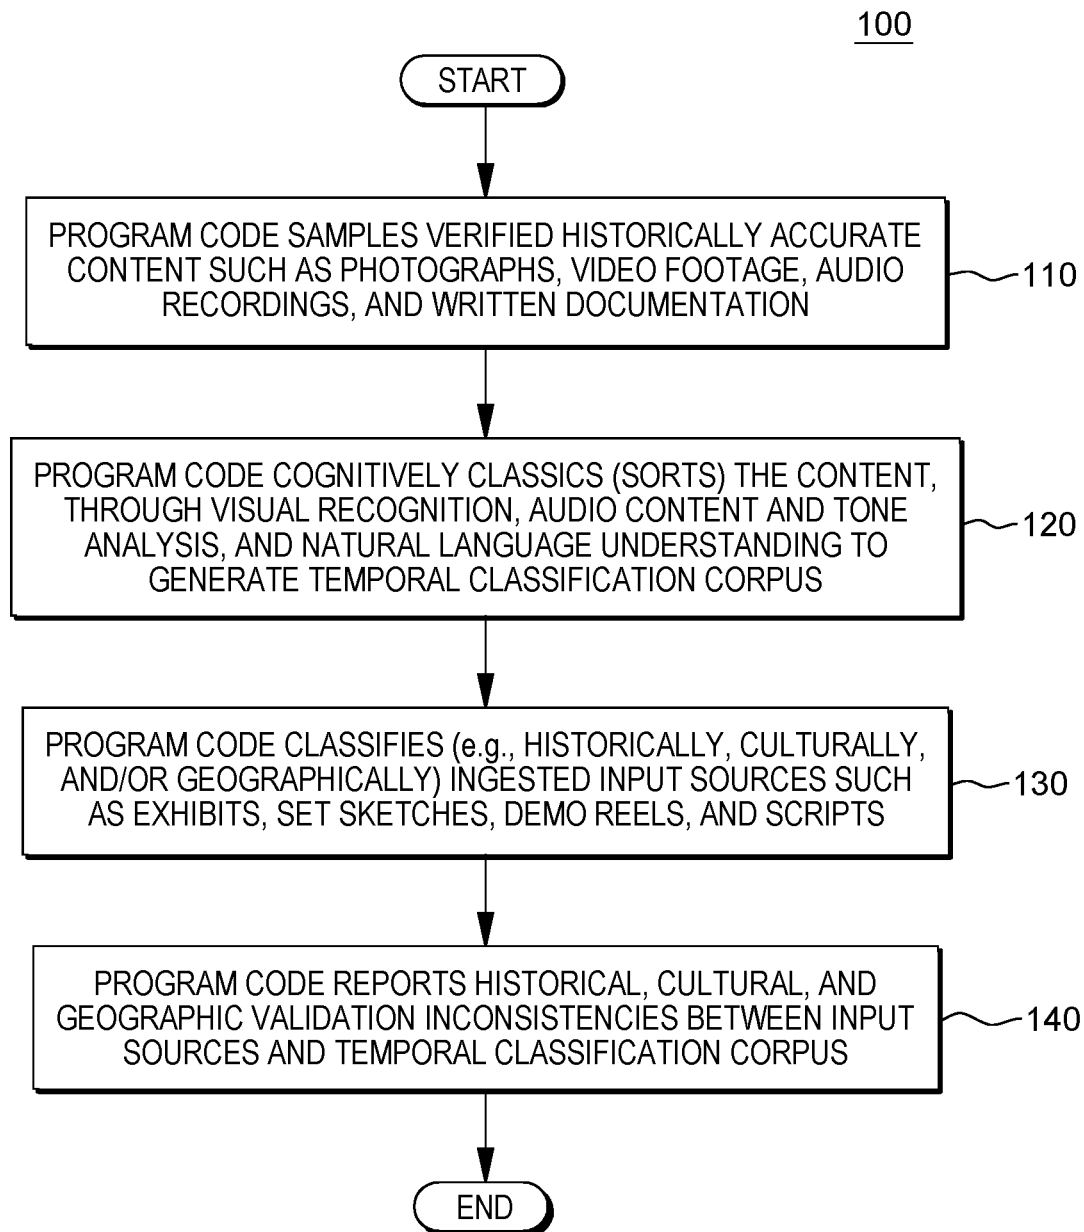 100
START
PROGRAM CODE SAMPLES VERIFIED HISTORICALLY ACCURATE
CONTENT SUCH AS PHOTOGRAPHS, VIDEO FOOTAGE, AUDIO
RECORDINGS, AND WRITTEN DOCUMENTATION
110
PROGRAM CODE COGNITIVELY CLASSICS (SORTS) THE CONTENT,
THROUGH VISUAL RECOGNITION, AUDIO CONTENT AND TONE
ANALYSIS, AND NATURAL LANGUAGE UNDERSTANDING TO
GENERATE TEMPORAL CLASSIFICATION CORPUS
120
PROGRAM CODE CLASSIFIES (e.g., HISTORICALLY, CULTURALLY,
AND/OR GEOGRAPHICALLY) INGESTED INPUT SOURCES SUCH
AS EXHIBITS, SET SKETCHES, DEMO REELS, AND SCRIPTS
130
PROGRAM CODE REPORTS HISTORICAL, CULTURAL, AND
GEOGRAPHIC VALIDATION INCONSISTENCIES BETWEEN INPUT
SOURCES AND TEMPORAL CLASSIFICATION CORPUS
140
END